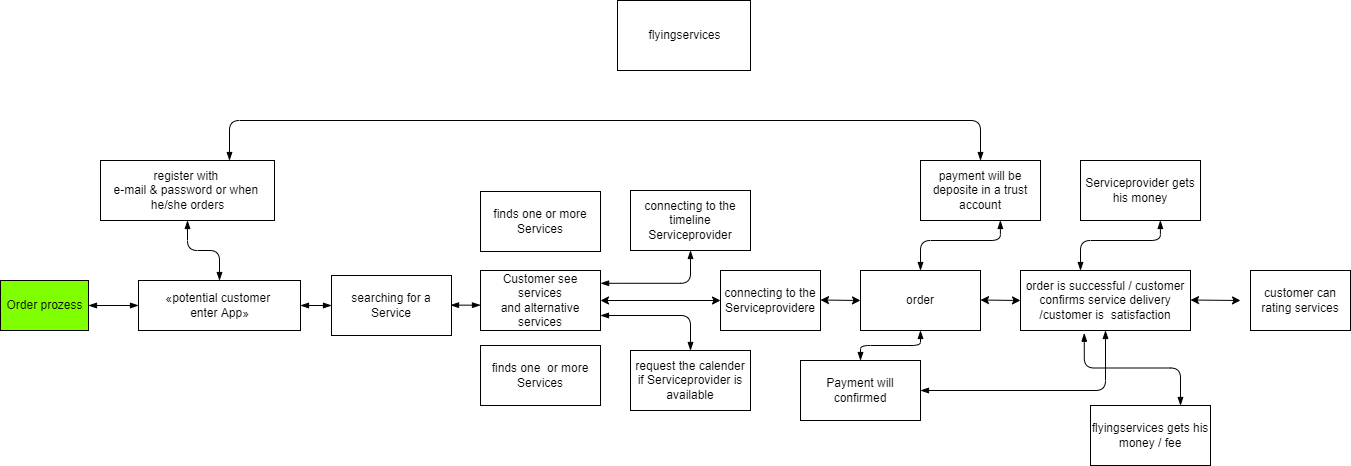 flyingservices
register with
e-mail & password or when
he/she orders
payment will be
deposite in a trust
account
Serviceprovider gets
his money
finds one or more
Services
connecting to the
timeline
Serviceprovider
Order prozess
«potential customer
enter App»
searching for a
Service
Customer see
services
and alternative
services
connecting to the
Serviceprovidere
order
order is successful / customer
confirms service delivery
/customer is satisfaction
customer can
rating services
finds one or more
Services
request the calender
if Serviceprovider is
available
Payment will
confirmed
flyingservices gets his
money / fee